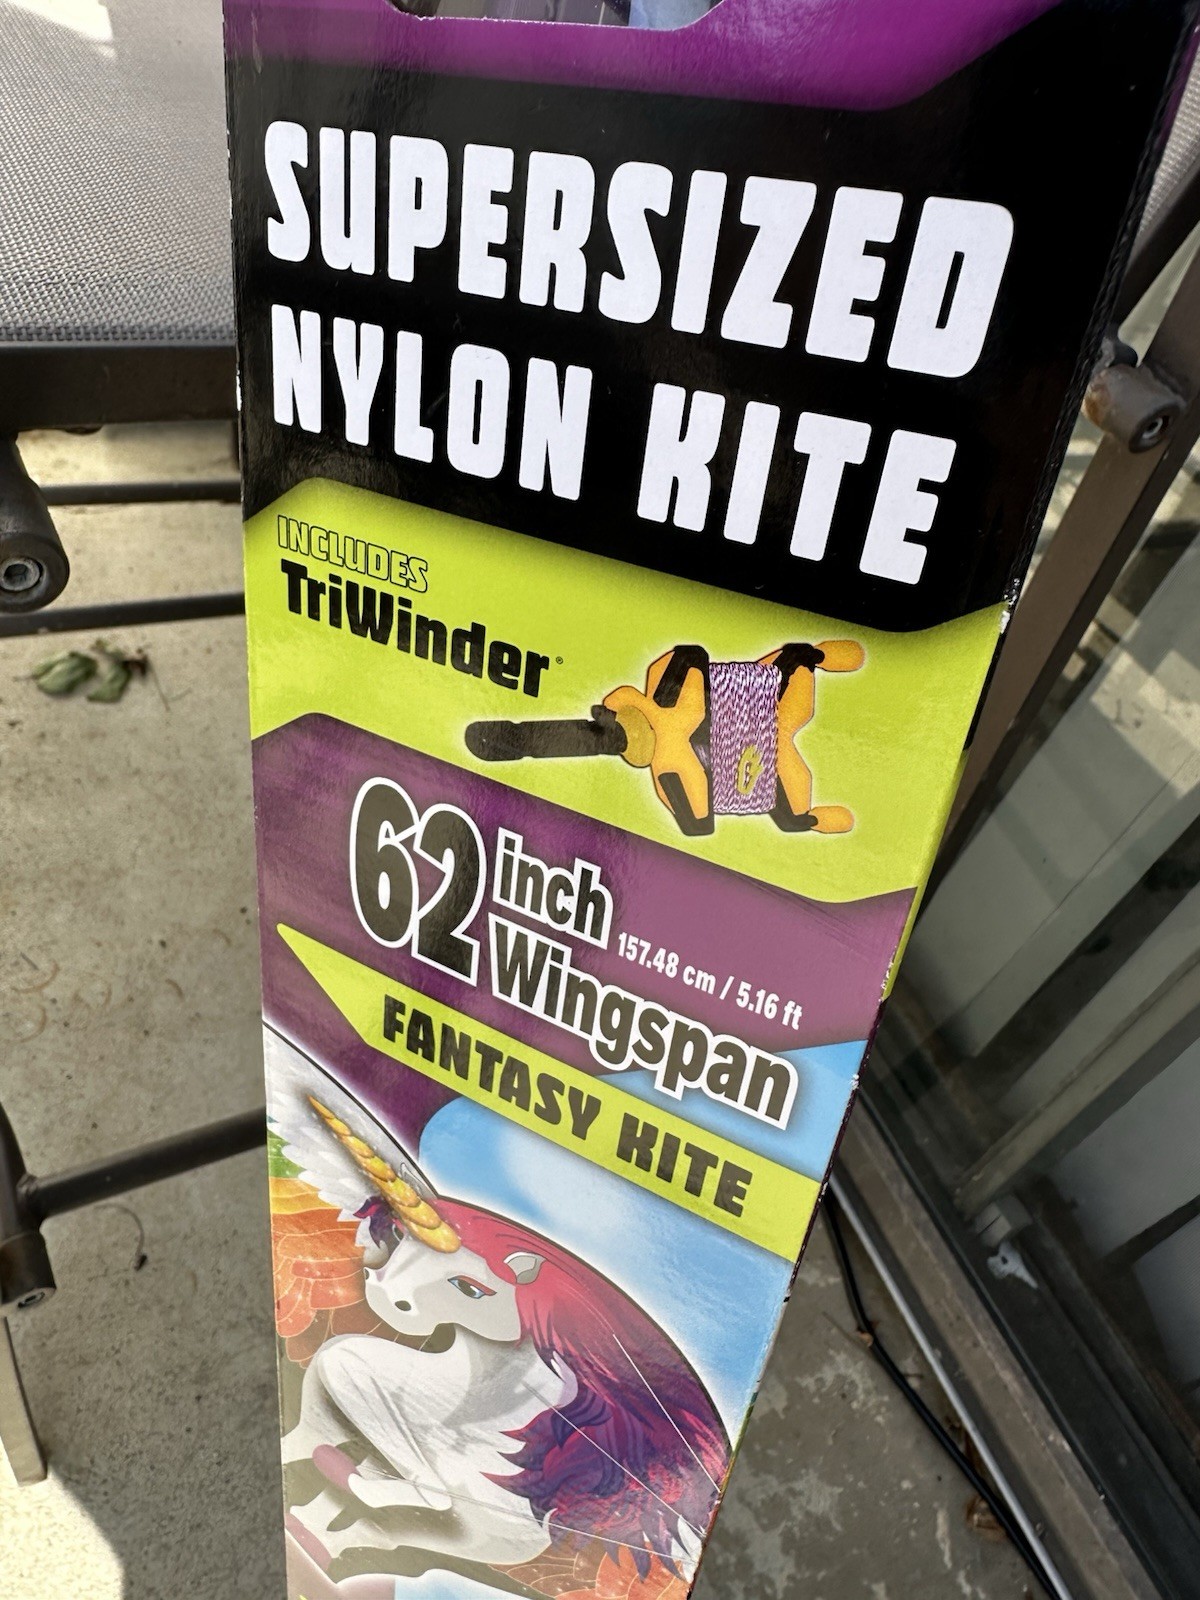 SUPERSIZED
NYLON KITE
INCLUDES
TriWinder®
62 inch
Wingspan
157.48 cm / 5.16 ft
FANTASY KITE